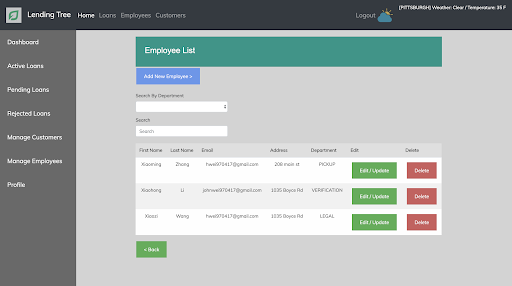 Lending Tree Home Loans Employees Customers Logout [PITTSBURGH] Weather: Clear / Temperature: 35 F
Dashboard
Active Loans
Pending Loans
Rejected Loans
Manage Customers
Manage Employees
Profile
Employee List
Add New Employee >
Search By Department:
Search
Search
First Name Last Name Email Address Department Edit Delete
Xiaoming Zhang hwei970417@gmail.com 208 main st PICKUP Edit / Update Delete
Xiaohong Li johnwei970417@gmail.com 1035 Boyce Rd VERIFICATION Edit / Update Delete
Xiaosi Wang hwei970417@gmail.com 1035 Boyce Rd LEGAL Edit / Update Delete
< Back